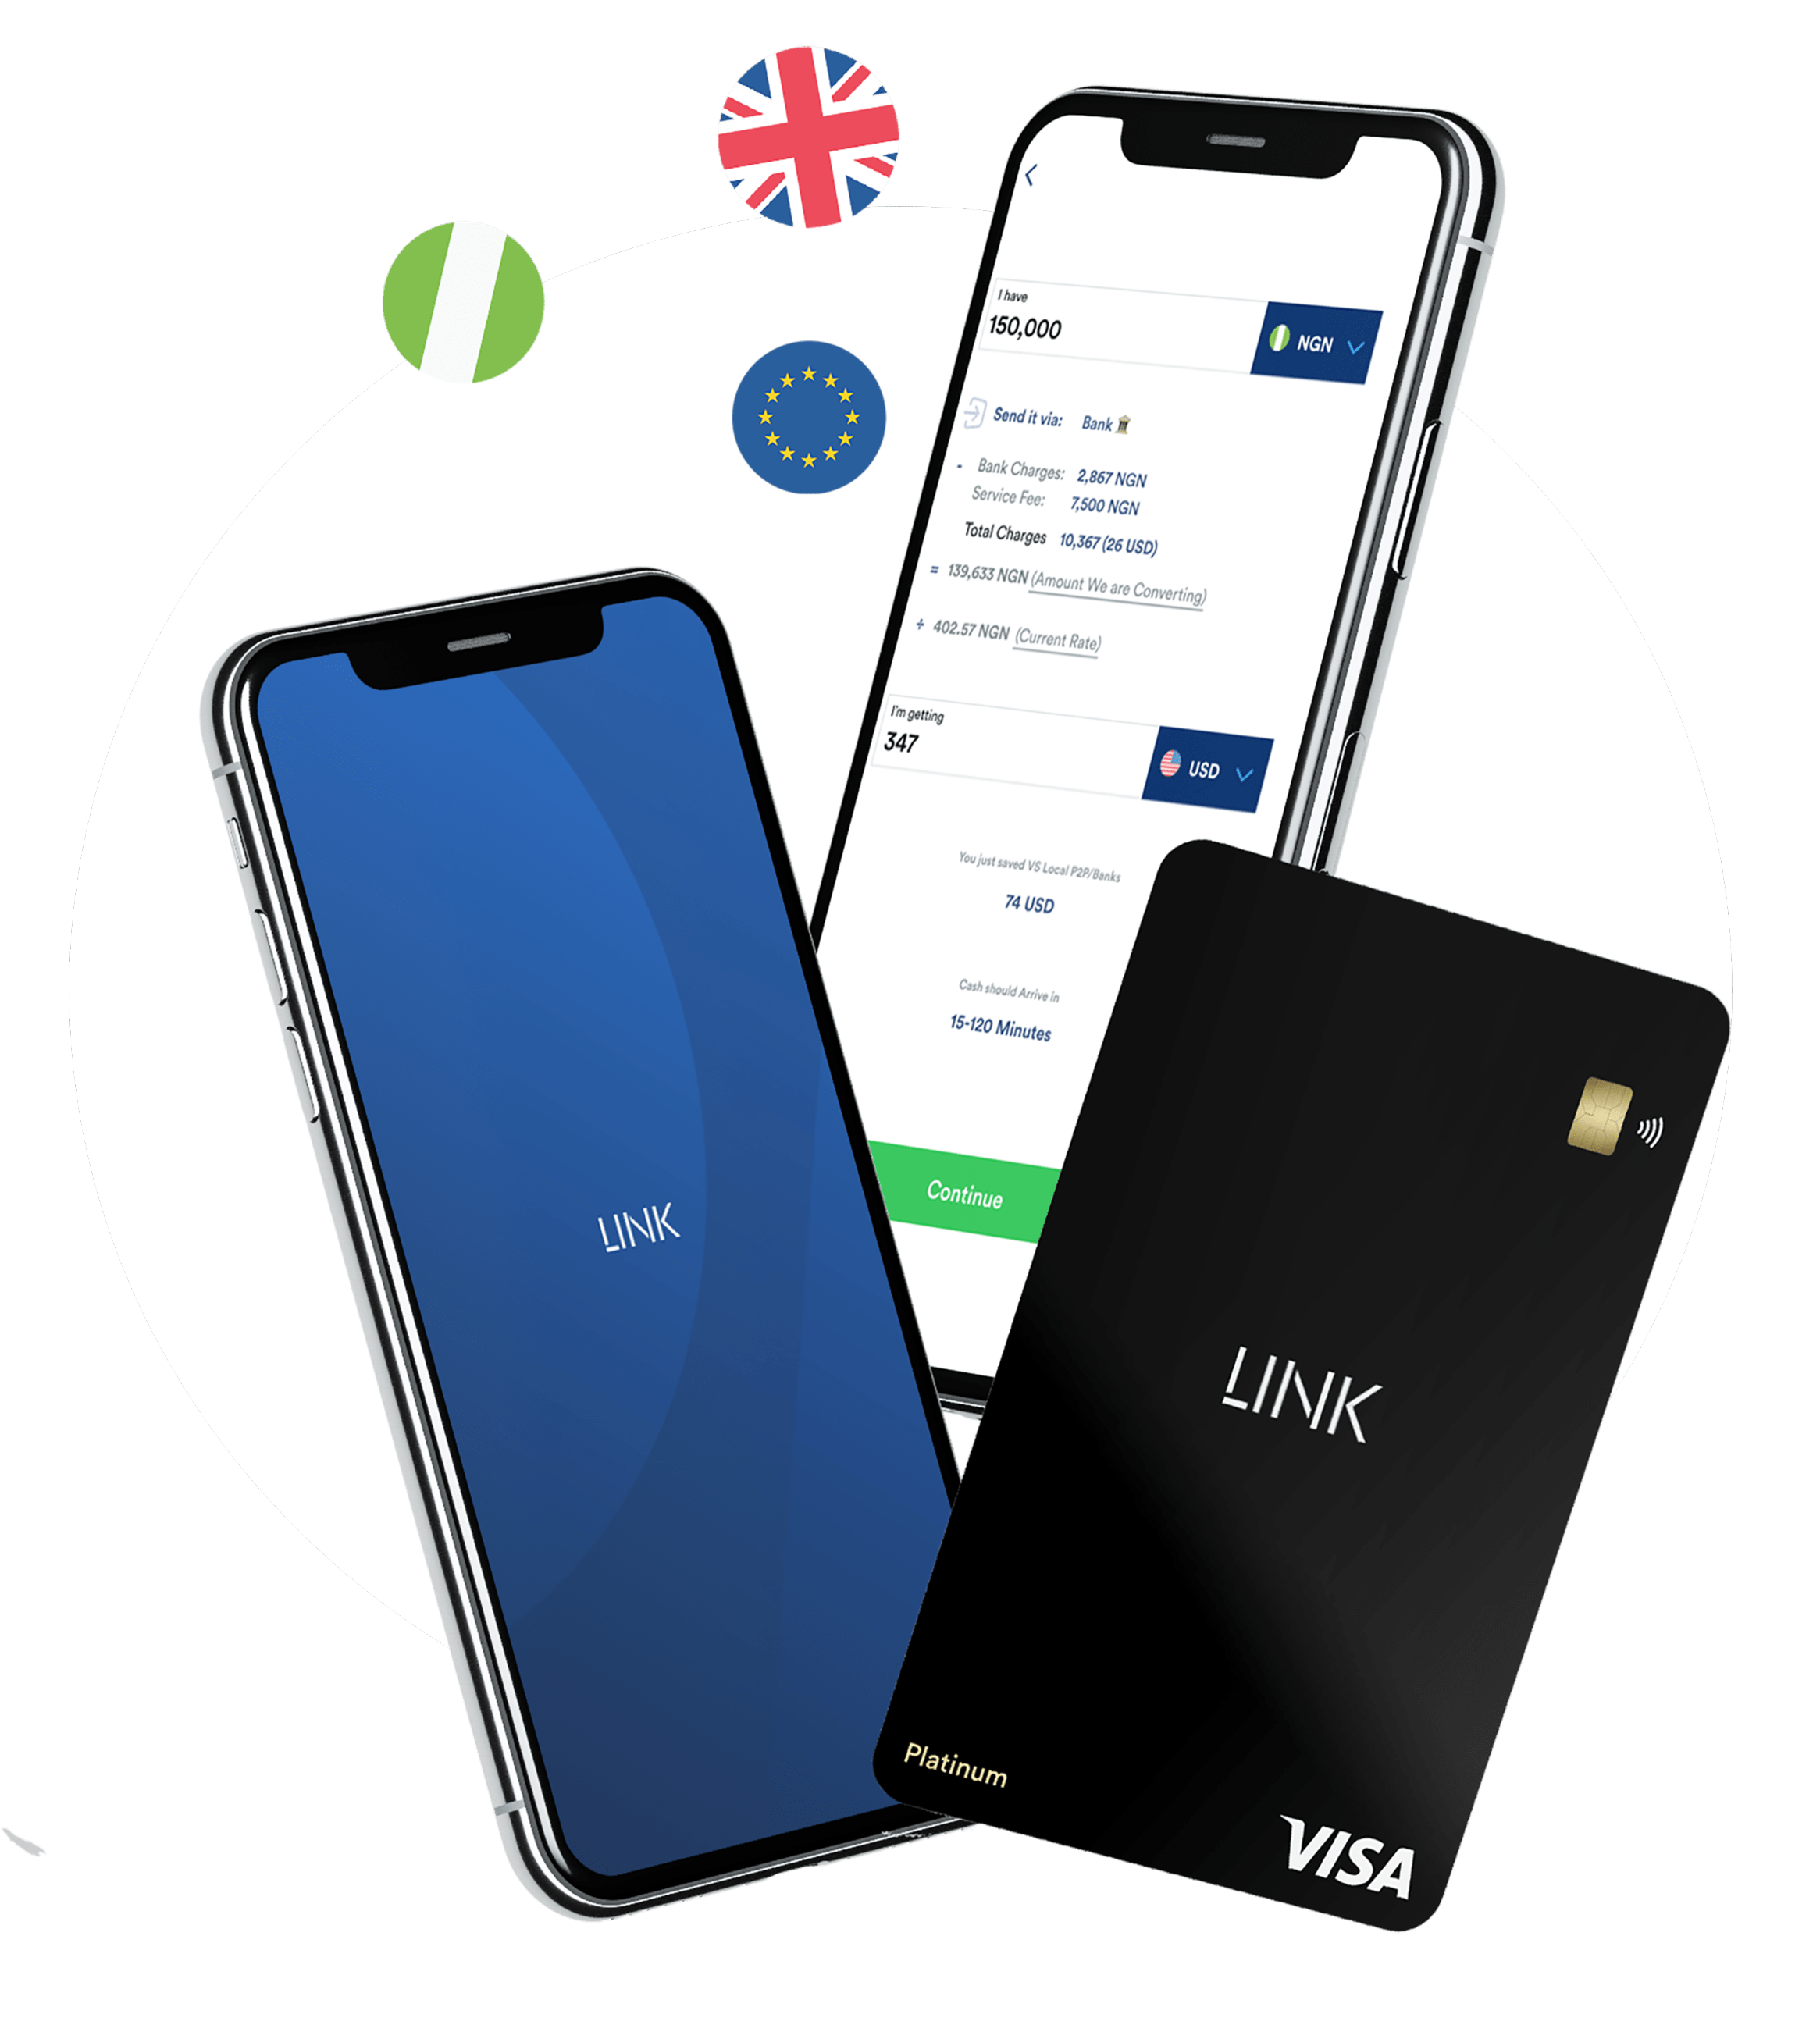 I have
150,000
NGN
Send it via: Bank
- Bank Charges: 2,867 NGN
Service Fee: 7,500 NGN
Total Charges 10,367 (26 USD)
= 139,633 NGN (Amount We are Converting)
÷ 402.57 NGN (Current Rate)
I'm getting
347
USD
You just saved VS Local P2P/Banks
74 USD
Cash should Arrive in
15-120 Minutes
Continue
LINK
LINK
Platinum
VISA